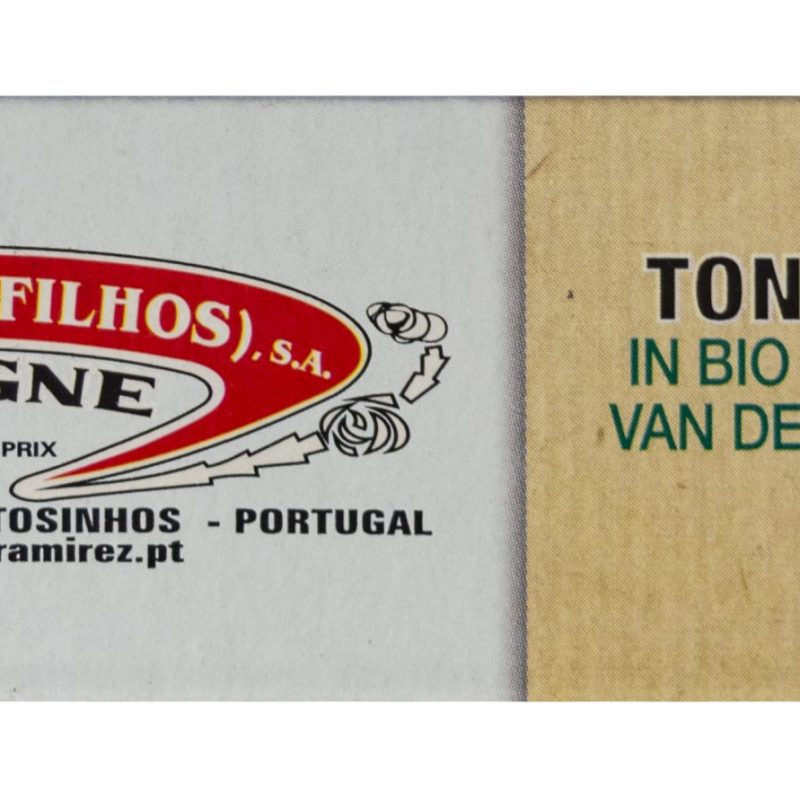 FILHOS), S.A.
GNE
PRIX
TOSINHOS - PORTUGAL
ramirez.pt
TON
IN BIO
VAN DE